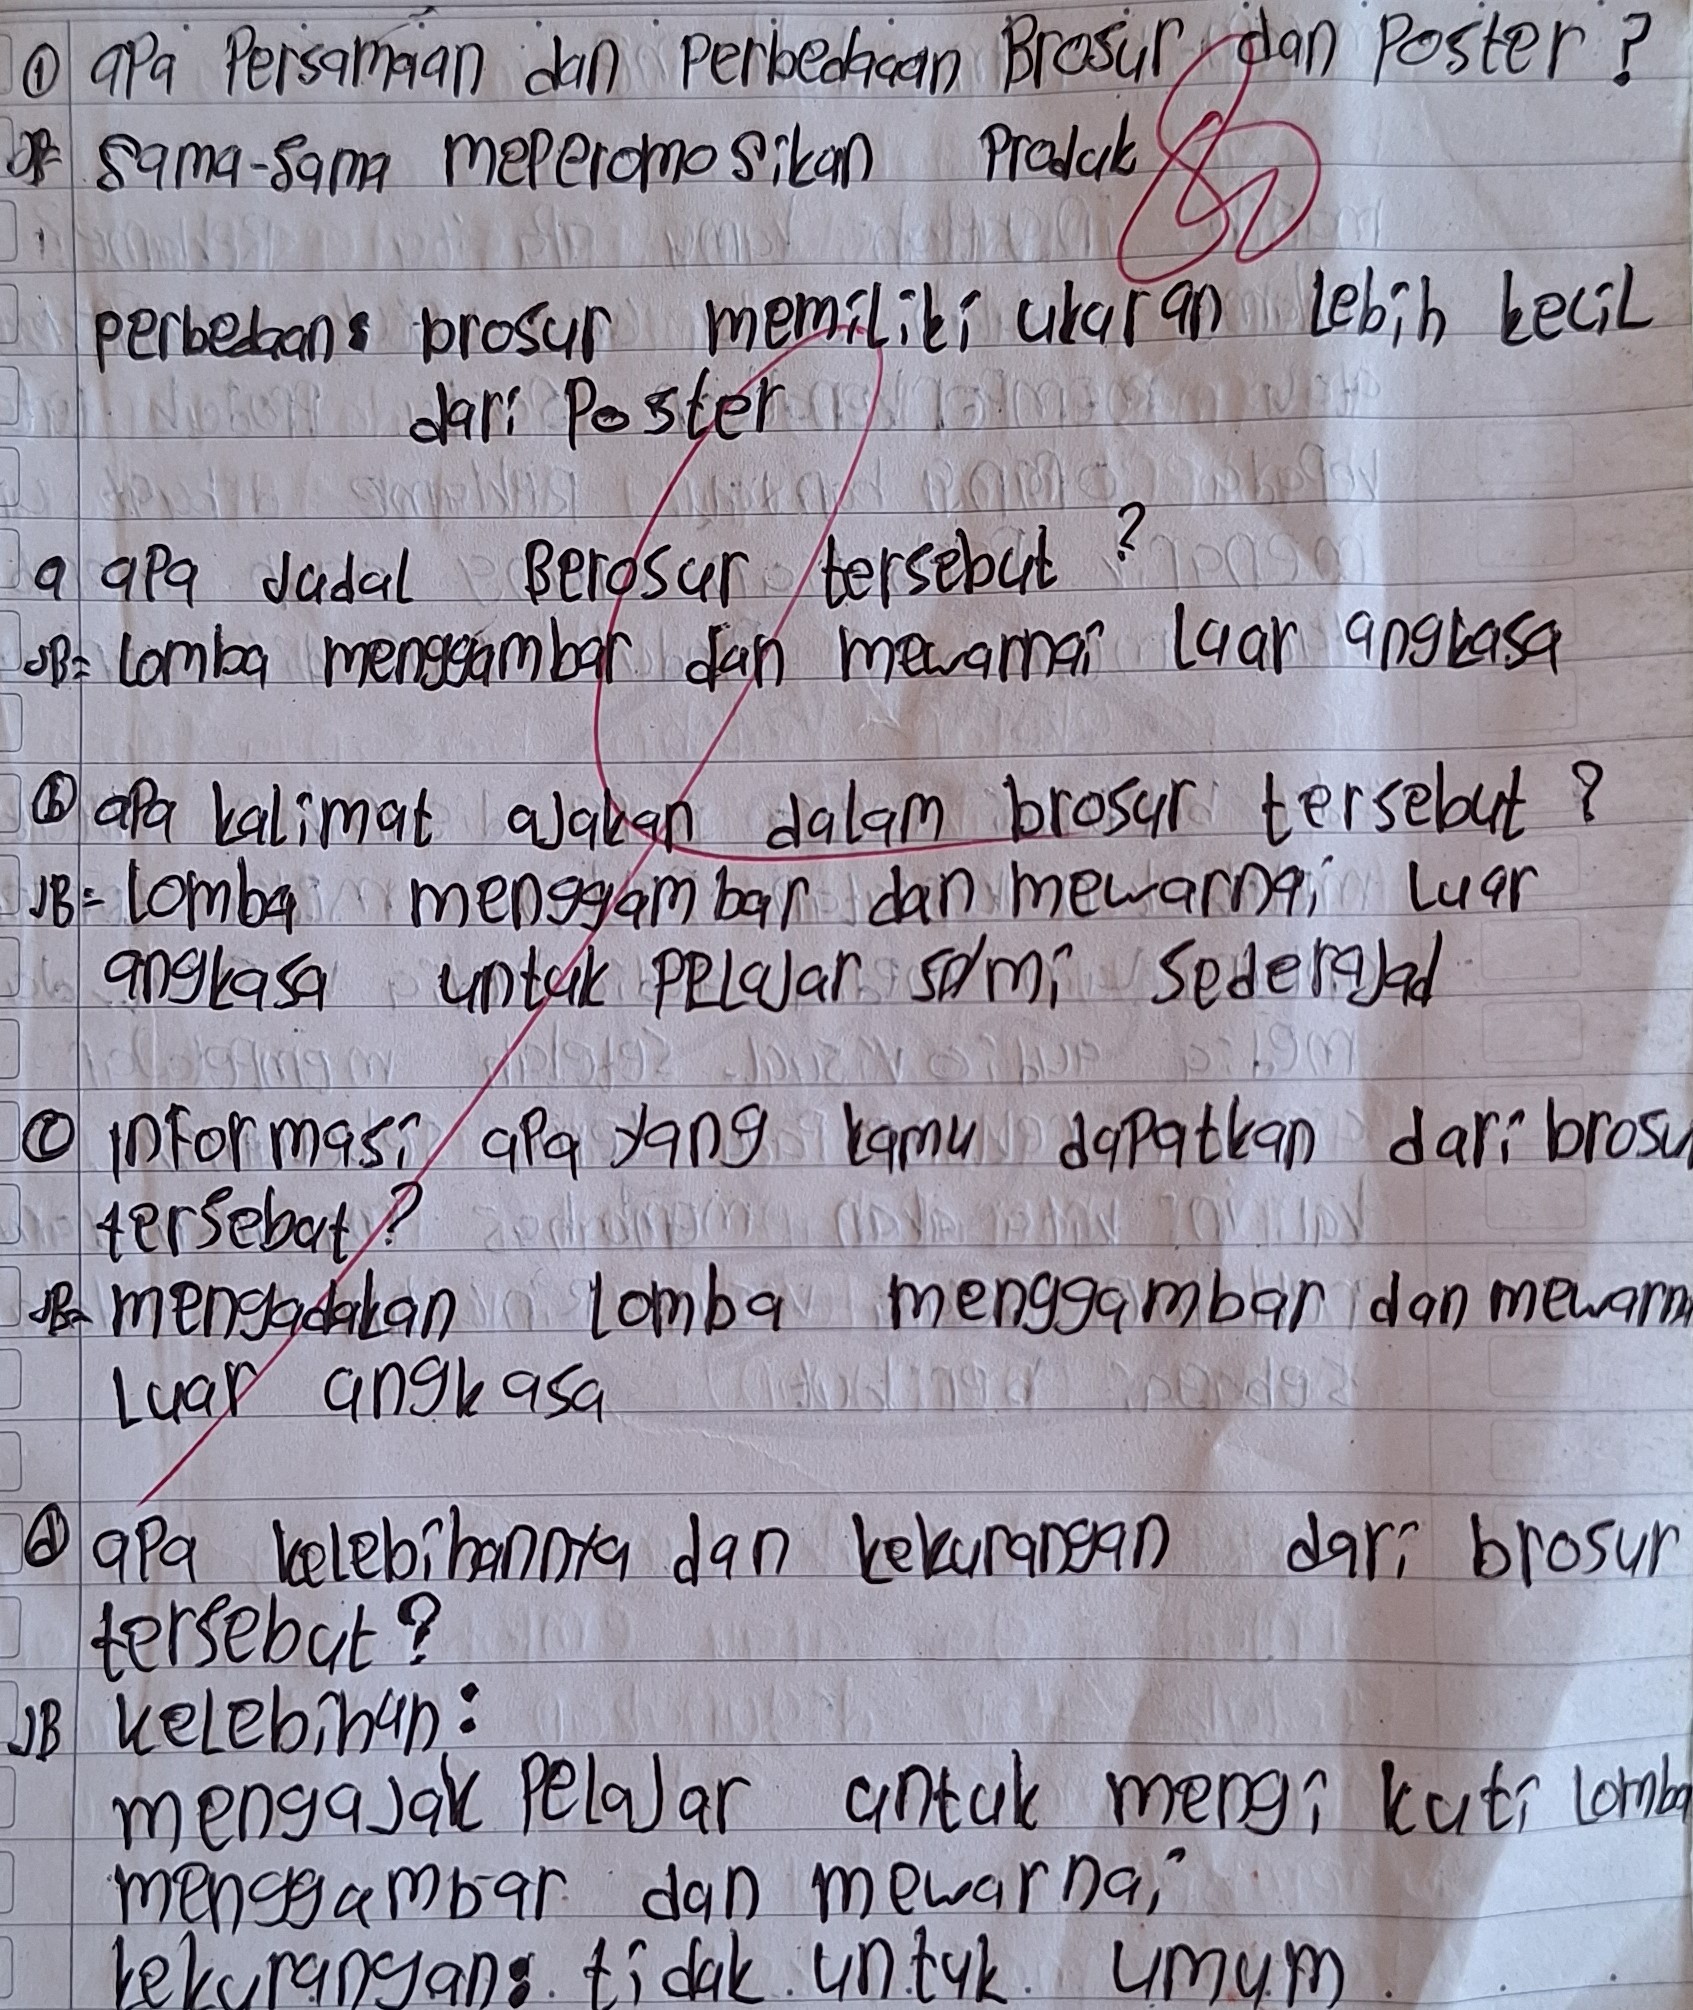 ① apa Persamaan dan Perbedaaan Brosur dan Poster ?
sama-sama meperomosikan Produk
80
perbedaan: brosur memiliki ukuran lebih kecil
dari Poster
a apa Judal Berosur tersebut ?
JB= lomba menggambar dan mewarnai luar angkasa
ⓑ apa kalimat ajakan dalam brosur tersebut ?
JB= lomba menggambar dan mewarnai luar
angkasa untuk pelajar sd/mi sederajad
ⓒ informasi apa yang kamu dapatkan dari brosu
tersebut ?
JB= mengadakan lomba menggambar dan mewarn
Luar angkasa
ⓓ apa kelebihannya dan kekurangan dari brosur
tersebut ?
JB kelebihan :
mengajak pelajar untuk mengikuti lomba
menggambar dan mewarnai
kekurangan: tidak untuk umum